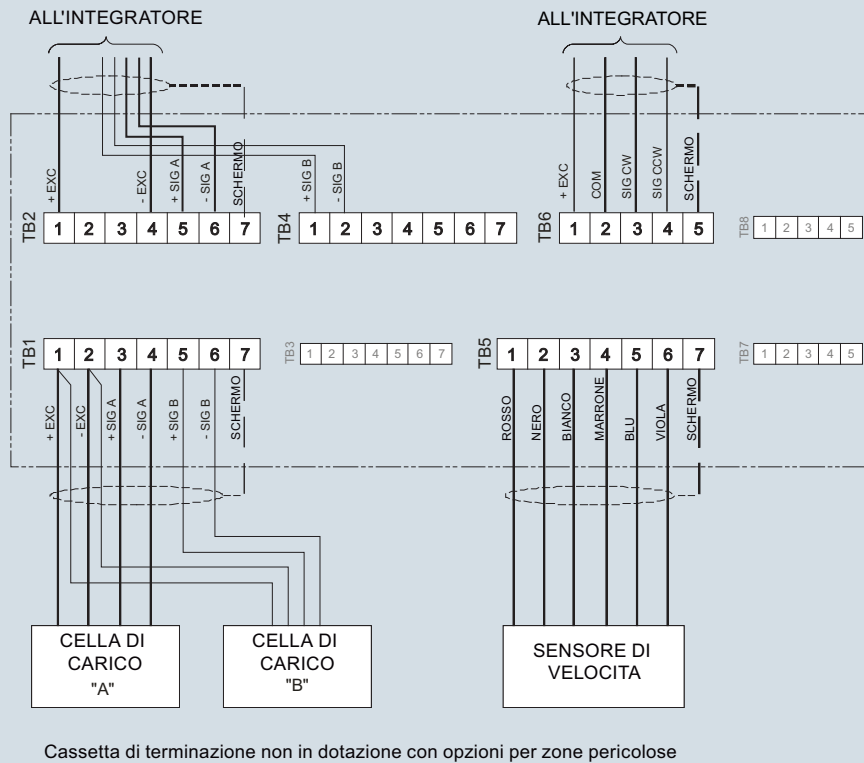 ALL'INTEGRATORE
ALL'INTEGRATORE
+ EXC
- EXC
+ SIG A
- SIG A
SCHERMO
+ SIG B
- SIG B
+ EXC
COM
SIG CW
SIG CCW
SCHERMO
TB2 1 2 3 4 5 6 7
TB4 1 2 3 4 5 6 7
TB6 1 2 3 4 5
TB8 1 2 3 4 5
TB1 1 2 3 4 5 6 7
TB3 1 2 3 4 5 6 7
TB5 1 2 3 4 5 6 7
TB7 1 2 3 4 5
+ EXC
- EXC
+ SIG A
- SIG A
+ SIG B
- SIG B
SCHERMO
ROSSO
NERO
BIANCO
MARRONE
BLU
VIOLA
SCHERMO
CELLA DI
CARICO
"A"
CELLA DI
CARICO
"B"
SENSORE DI
VELOCITA
Cassetta di terminazione non in dotazione con opzioni per zone pericolose